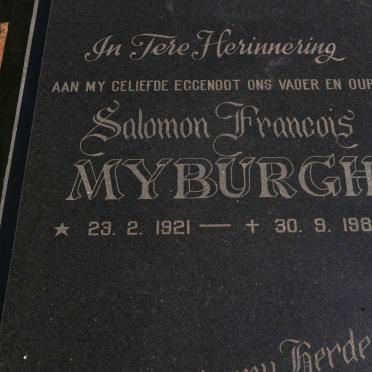 In Tere Herinnering
AAN MY GELIEFDE EGGENOOT ONS VADER EN OUP
Salomon Francois
MYBURGH
★ 23. 2. 1921 — + 30. 9. 198
Herde